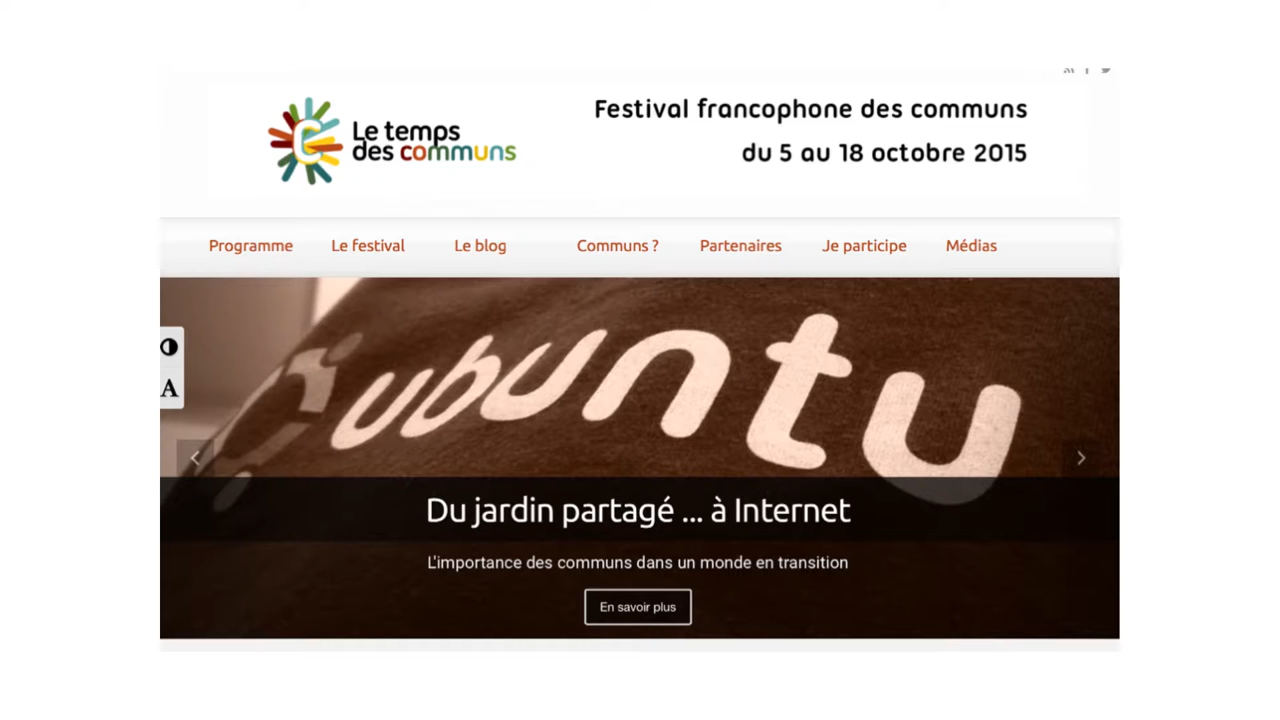 Le temps
des communs
Festival francophone des communs
du 5 au 18 octobre 2015
Programme Le festival Le blog Communs ? Partenaires Je participe Médias
A
ubuntu
Du jardin partagé ... à Internet
L'importance des communs dans un monde en transition
En savoir plus